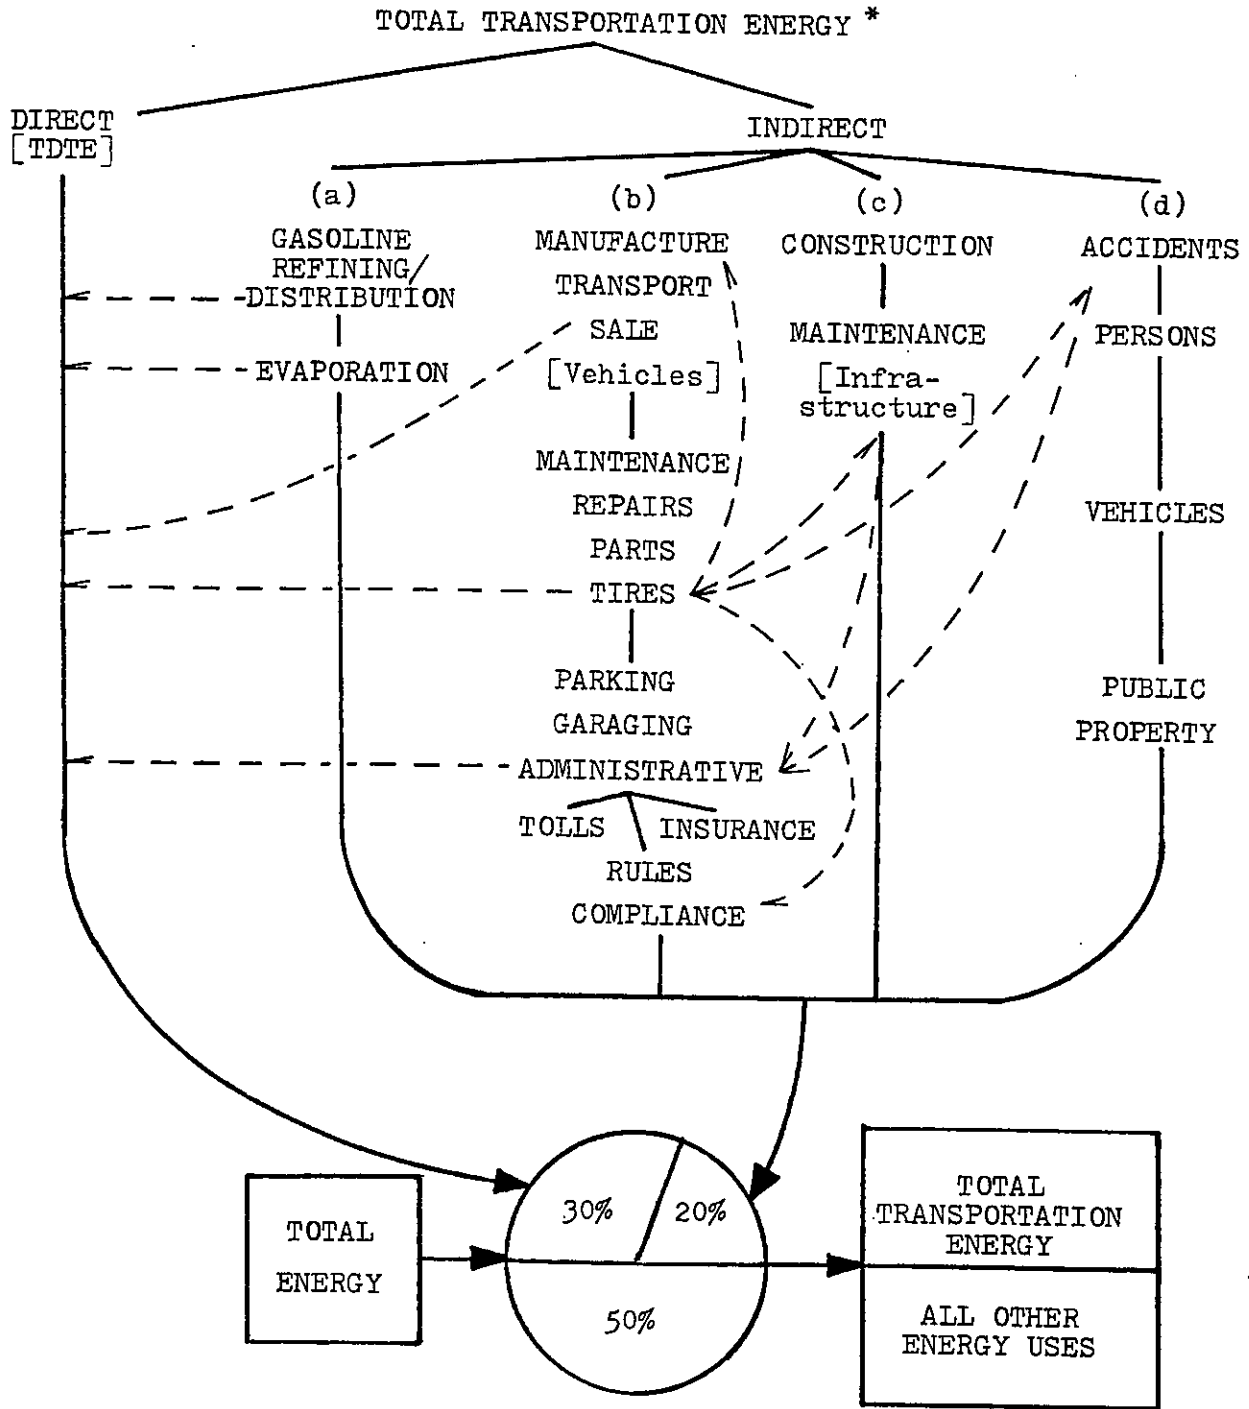 TOTAL TRANSPORTATION ENERGY *
DIRECT
[TDTE]
INDIRECT
(a)
GASOLINE
REFINING/
DISTRIBUTION
EVAPORATION
(b)
MANUFACTURE
TRANSPORT
SALE
[Vehicles]
MAINTENANCE
REPAIRS
PARTS
TIRES
PARKING
GARAGING
ADMINISTRATIVE
TOLLS
INSURANCE
RULES
COMPLIANCE
(c)
CONSTRUCTION
MAINTENANCE
[Infra-
structure]
(d)
ACCIDENTS
PERSONS
VEHICLES
PUBLIC
PROPERTY
TOTAL
ENERGY
30%
20%
50%
TOTAL
TRANSPORTATION
ENERGY
ALL OTHER
ENERGY USES